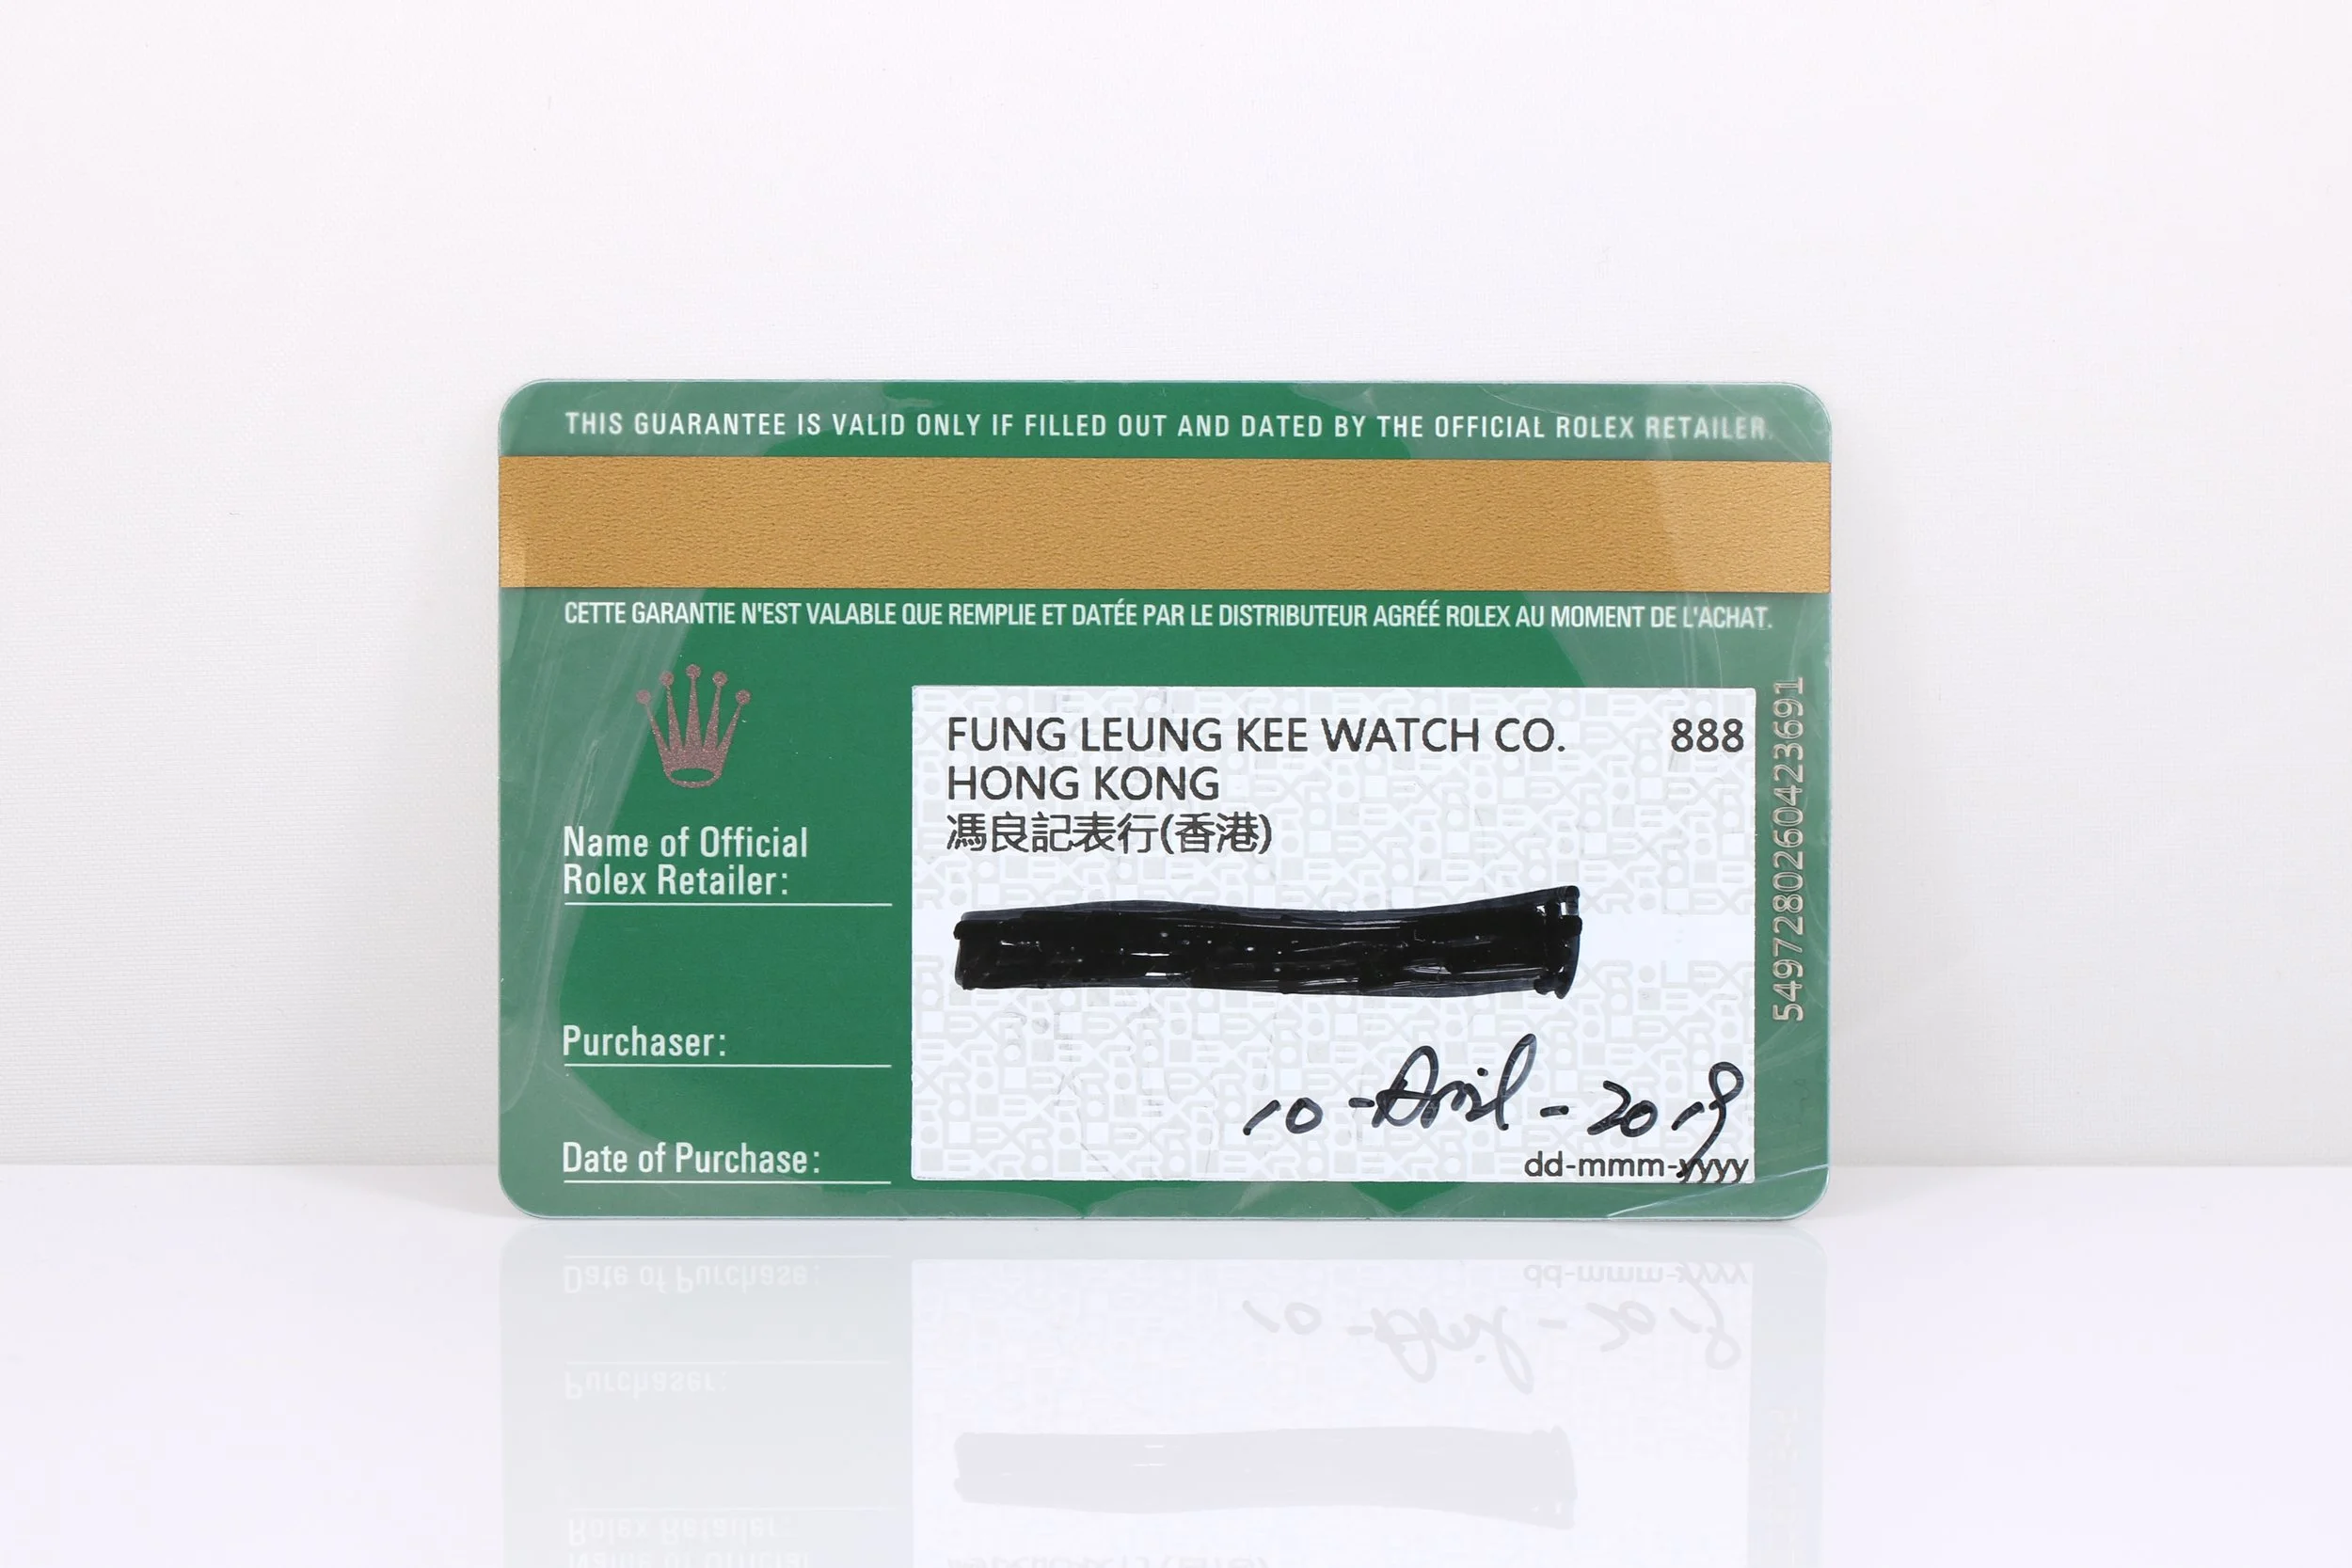 THIS GUARANTEE IS VALID ONLY IF FILLED OUT AND DATED BY THE OFFICIAL ROLEX RETAILER.
CETTE GARANTIE N'EST VALABLE QUE REMPLIE ET DATÉE PAR LE DISTRIBUTEUR AGRÉÉ ROLEX AU MOMENT DE L'ACHAT.
FUNG LEUNG KEE WATCH CO. 888
HONG KONG
馮良記表行(香港)
Name of Official
Rolex Retailer:
Purchaser:
10-April-2019
Date of Purchase:
dd-mmm-yyyy
5497280260423691